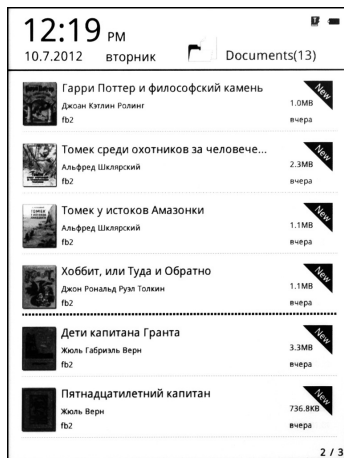 12:19 PM
10.7.2012 вторник Documents(13)
Гарри Поттер и философский камень
New
Джоан Кэтлин Ролинг 1.0MB
fb2 вчера
Томек среди охотников за человече...
New
Альфред Шклярский 2.3MB
fb2 вчера
Томек у истоков Амазонки
New
Альфред Шклярский 1.1MB
fb2 вчера
Хоббит, или Туда и Обратно
New
Джон Рональд Руэл Толкин 1.1MB
fb2 вчера
Дети капитана Гранта
New
Жюль Габриэль Верн 3.3MB
fb2 вчера
Пятнадцатилетний капитан
New
Жюль Верн 736.8KB
fb2 вчера
2 / 3